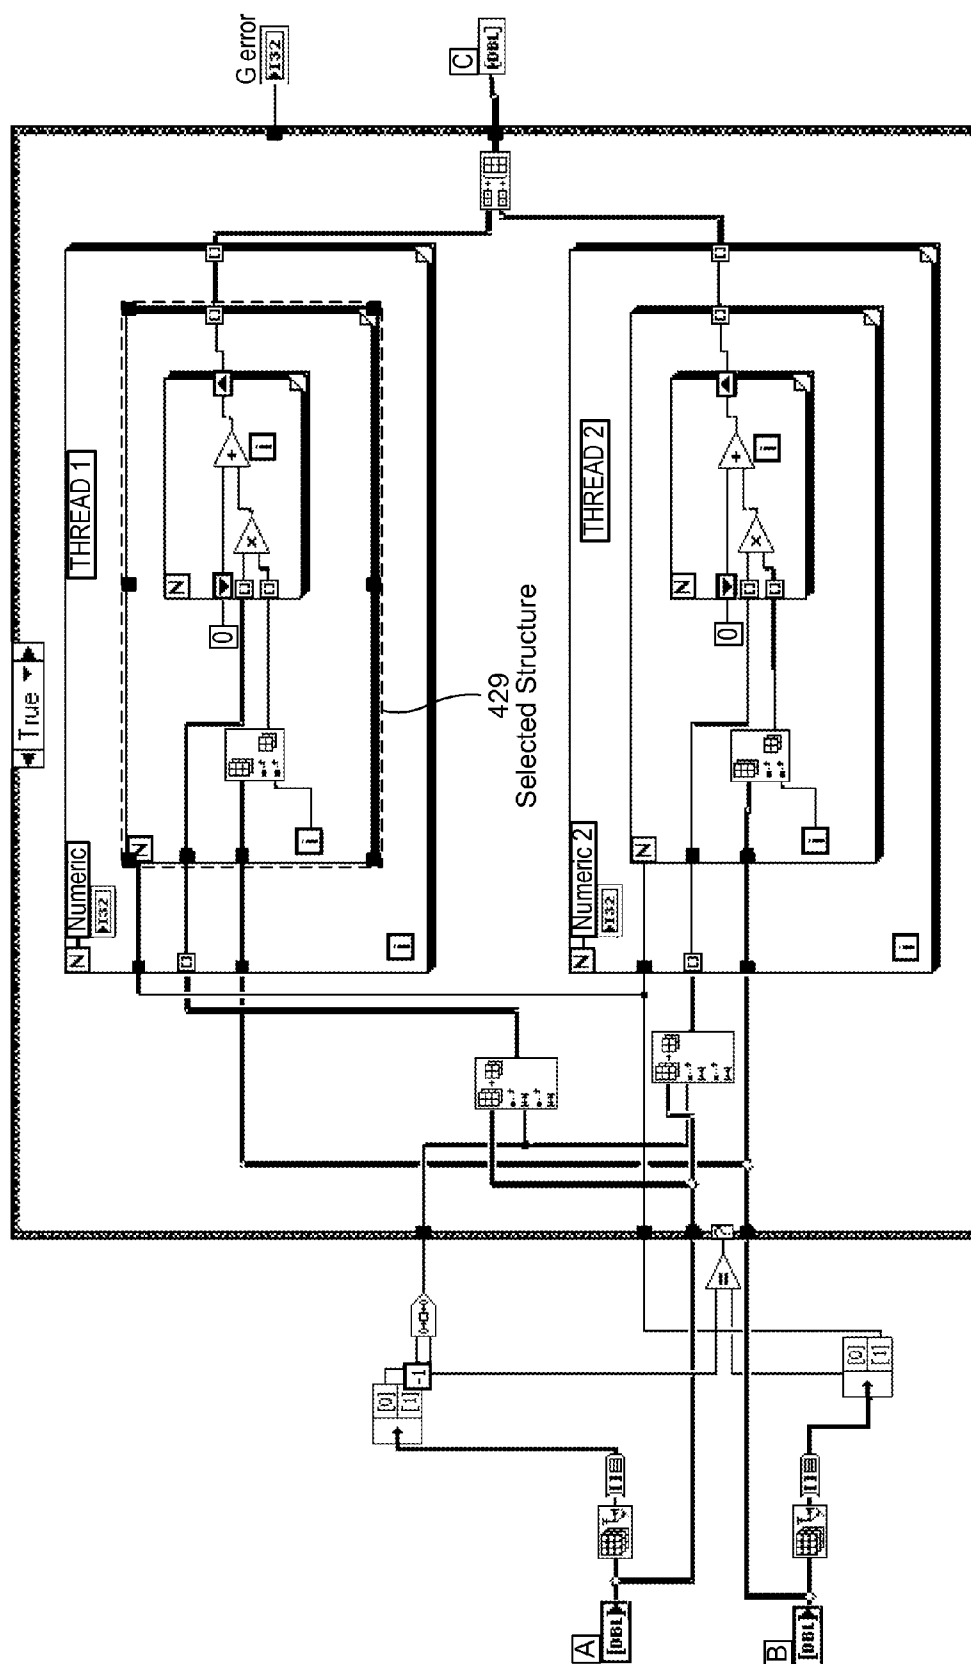 True
G error
I32
C
[DBL]
THREAD 1
Numeric
I32
N
N
N
0
x
+
429
Selected Structure
THREAD 2
Numeric 2
I32
N
N
N
0
x
+
[0]
[1]
-1
=
[0]
[1]
A
[DBL]
B
[DBL]